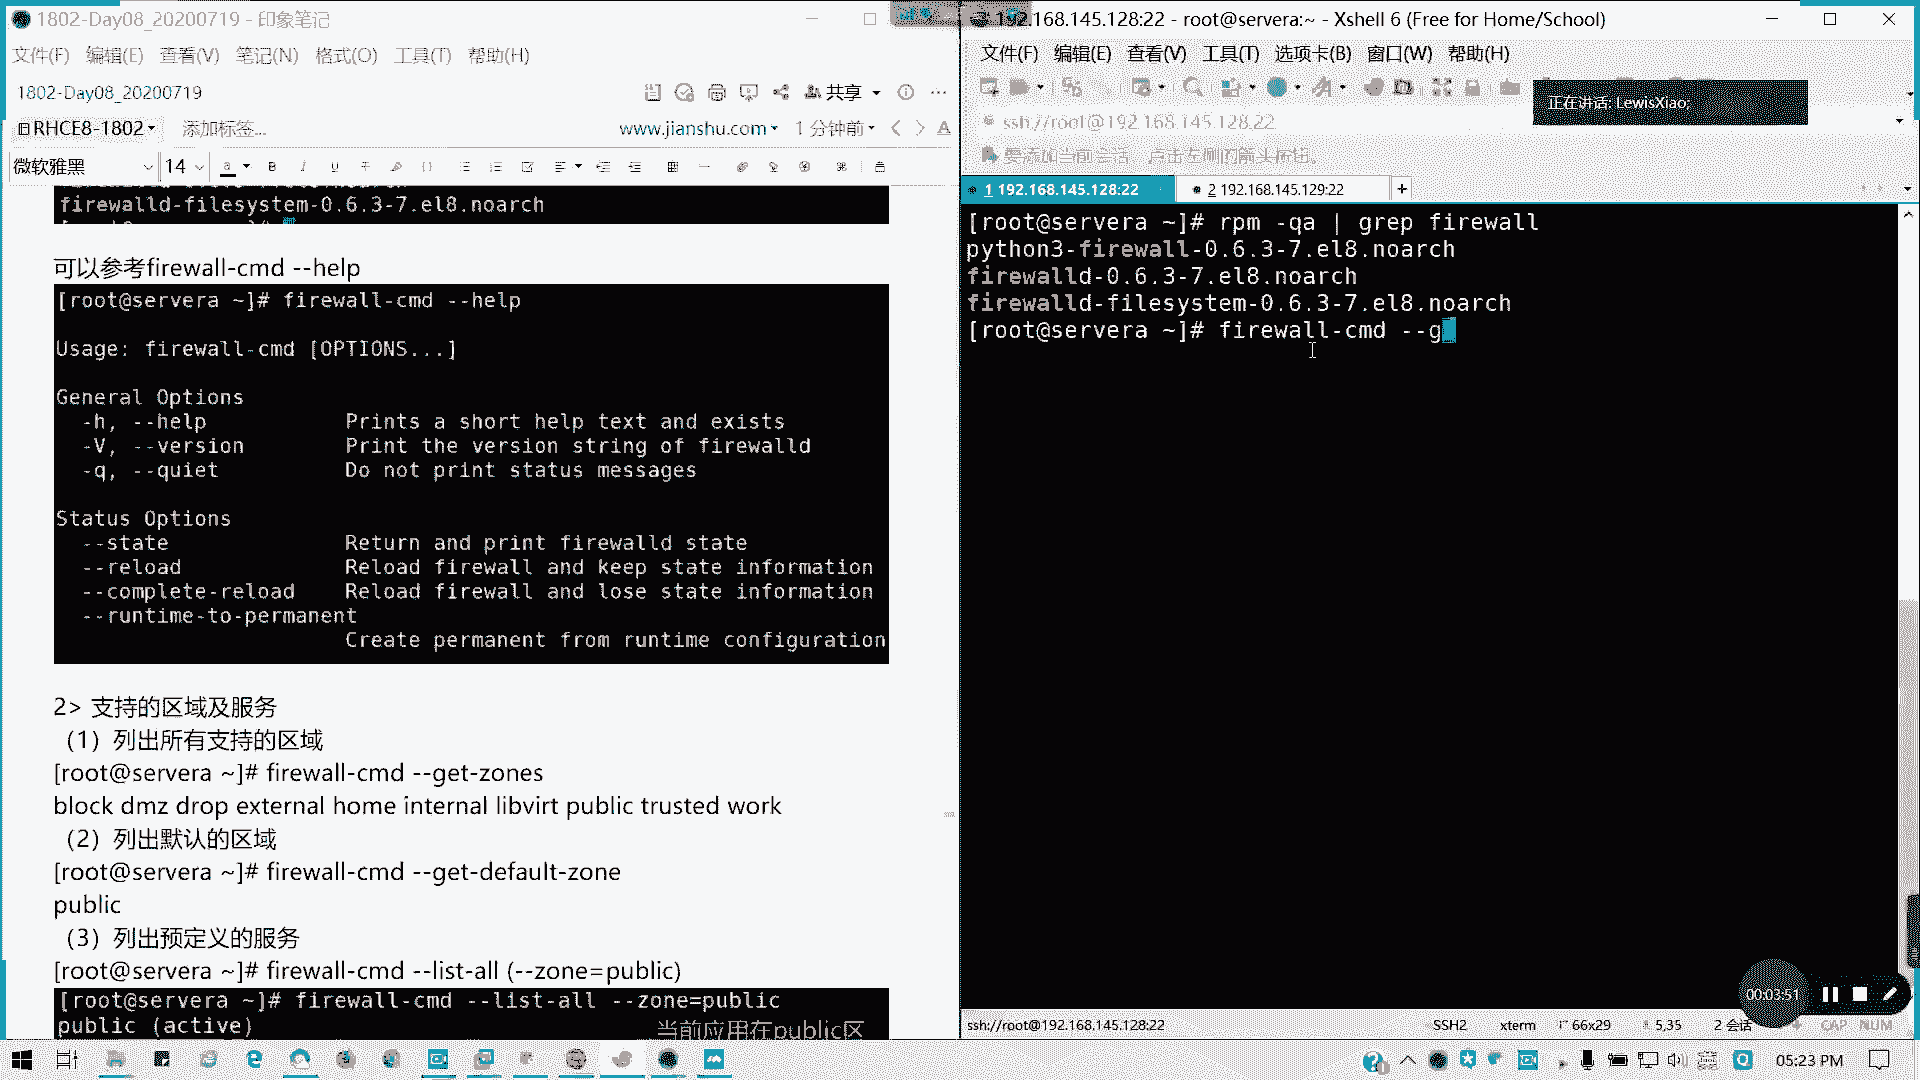 1802-Day08_20200719 - 印象笔记
文件(F) 编辑(E) 查看(V) 笔记(N) 格式(O) 工具(T) 帮助(H)
1802-Day08_20200719
共享
RHCE8-1802 添加标签...
www.jianshu.com 1 分钟前
微软雅黑 14
firewalld-filesystem-0.6.3-7.el8.noarch
可以参考firewall-cmd --help
[root@servera ~]# firewall-cmd --help
Usage: firewall-cmd [OPTIONS...]
General Options
-h, --help Prints a short help text and exists
-V, --version Print the version string of firewalld
-q, --quiet Do not print status messages
Status Options
--state Return and print firewalld state
--reload Reload firewall and keep state information
--complete-reload Reload firewall and lose state information
--runtime-to-permanent
Create permanent from runtime configuration
2> 支持的区域及服务
（1）列出所有支持的区域
[root@servera ~]# firewall-cmd --get-zones
block dmz drop external home internal libvirt public trusted work
（2）列出默认的区域
[root@servera ~]# firewall-cmd --get-default-zone
public
（3）列出预定义的服务
[root@servera ~]# firewall-cmd --list-all (--zone=public)
[root@servera ~]# firewall-cmd --list-all --zone=public
public (active)
当前应用在public区
192.168.145.128:22 - root@servera:~ - Xshell 6 (Free for Home/School)
文件(F) 编辑(E) 查看(V) 工具(T) 选项卡(B) 窗口(W) 帮助(H)
正在讲话: LewisXiao;
ssh://root@192.168.145.128:22
要添加当前会话，点击左侧的箭头按钮。
1 192.168.145.128:22
2 192.168.145.129:22
[root@servera ~]# rpm -qa | grep firewall
python3-firewall-0.6.3-7.el8.noarch
firewalld-0.6.3-7.el8.noarch
firewalld-filesystem-0.6.3-7.el8.noarch
[root@servera ~]# firewall-cmd --g
00:03:51
ssh://root@192.168.145.128:22 SSH2 xterm 66x29 5,35 2 会话 CAP NUM
05:23 PM